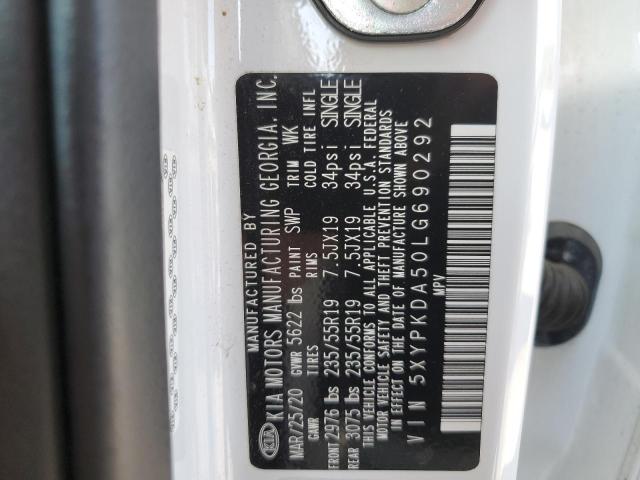 MANUFACTURED BY
KIA KIA MOTORS MANUFACTURING GEORGIA, INC.
MAR/25/20 GVWR 5622 lbs PAINT SWP TRIM WK
GAWR TIRES RIMS COLD TIRE INFL
FRONT 2976 lbs 235/55R19 7.5JX19 34psi SINGLE
REAR 3075 lbs 235/55R19 7.5JX19 34psi SINGLE
THIS VEHICLE CONFORMS TO ALL APPLICABLE U.S.A. FEDERAL
MOTOR VEHICLE SAFETY AND THEFT PREVENTION STANDARDS
IN EFFECT ON THE DATE OF MANUFACTURE SHOWN ABOVE
VIN 5XYPKDA50LG690292
MPV